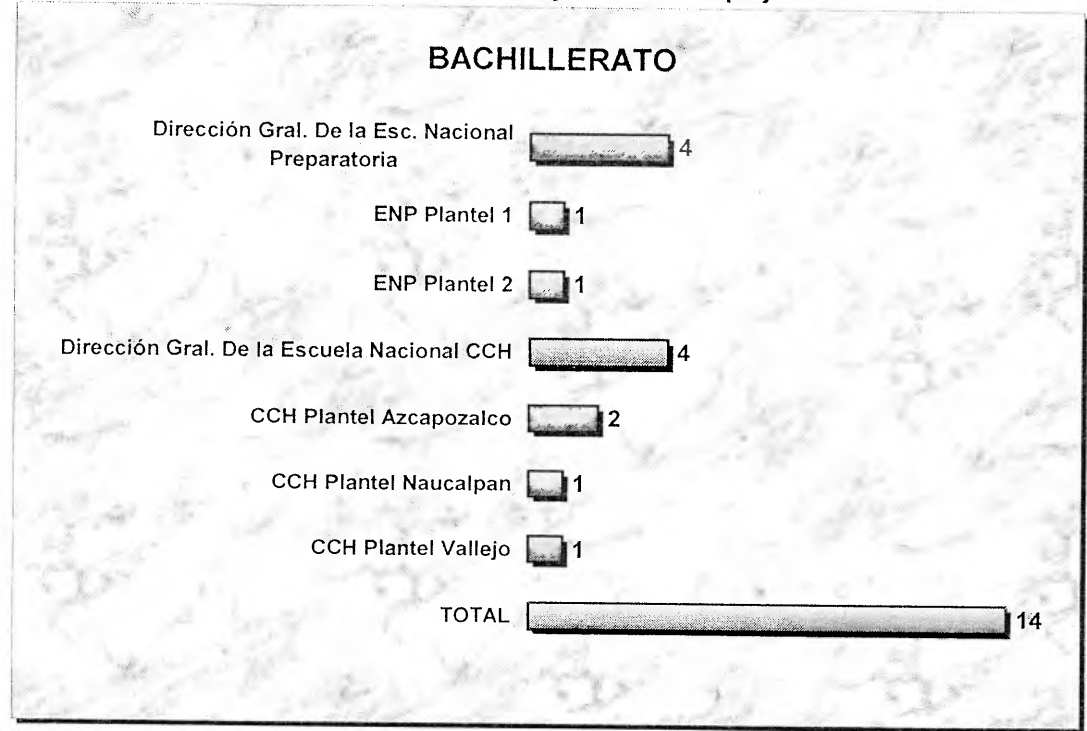 BACHILLERATO
Dirección Gral. De la Esc. Nacional
Preparatoria
4
ENP Plantel 1
1
ENP Plantel 2
1
Dirección Gral. De la Escuela Nacional CCH
4
CCH Plantel Azcapozalco
2
CCH Plantel Naucalpan
1
CCH Plantel Vallejo
1
TOTAL
14